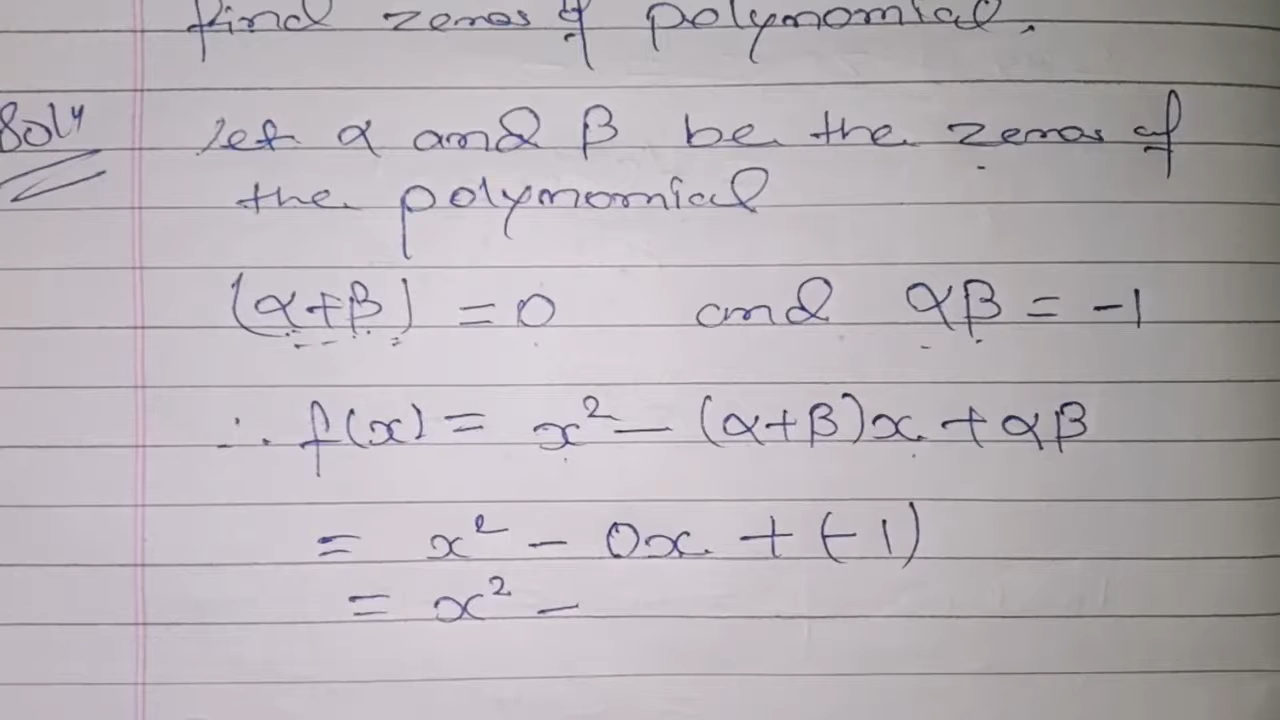 find zeros of polynomial.
Soln let α and β be the zeros of
the polynomial
(α+β) = 0 and αβ = -1
∴ f(x) = x² - (α+β)x + αβ
= x² - 0x + (-1)
= x² -